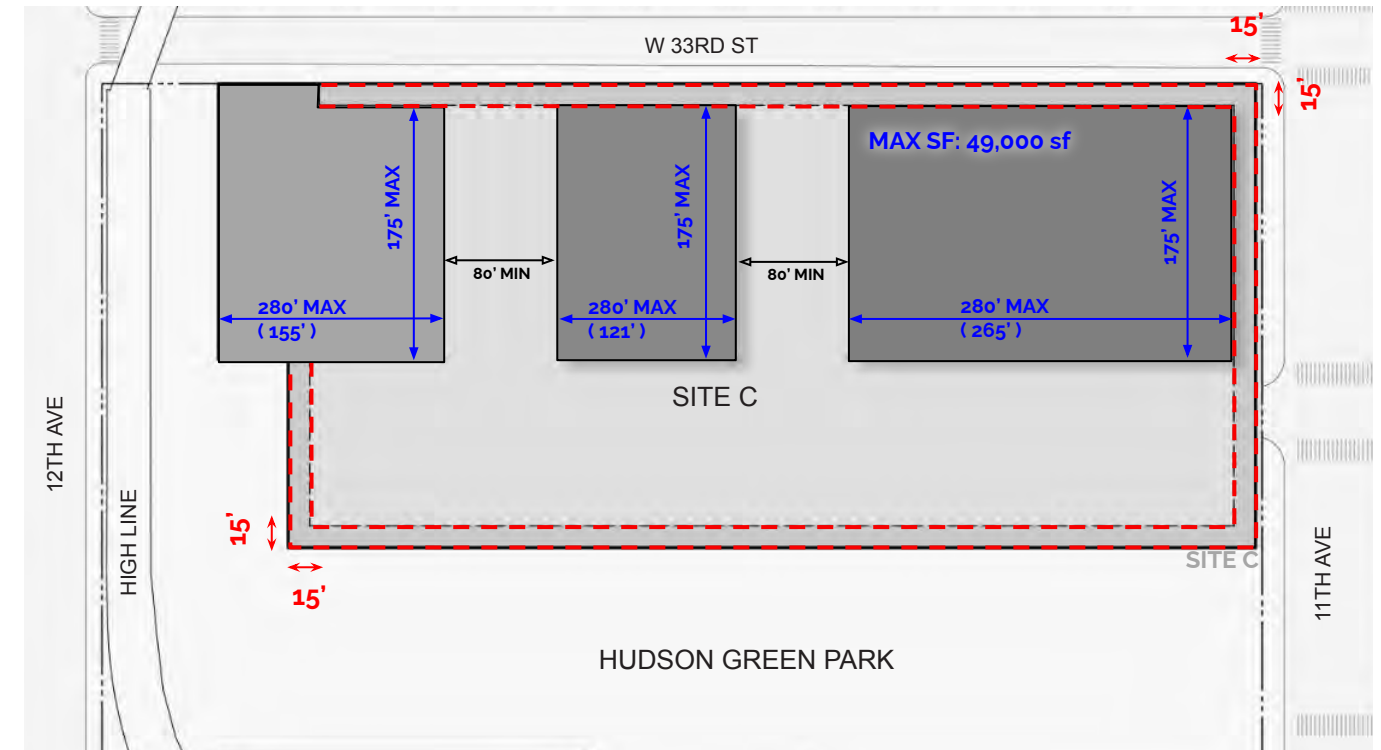 15'
W 33RD ST
15'
MAX SF: 49,000 sf
175' MAX
175' MAX
175' MAX
80' MIN
80' MIN
280' MAX
( 155' )
280' MAX
( 121' )
280' MAX
( 265' )
SITE C
12TH AVE
HIGH LINE
15'
15'
SITE C
11TH AVE
HUDSON GREEN PARK